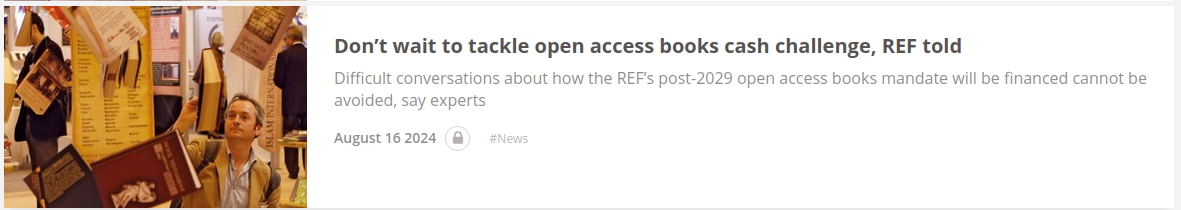 Don’t wait to tackle open access books cash challenge, REF told
Difficult conversations about how the REF’s post-2029 open access books mandate will be financed cannot be
avoided, say experts
August 16 2024
#News